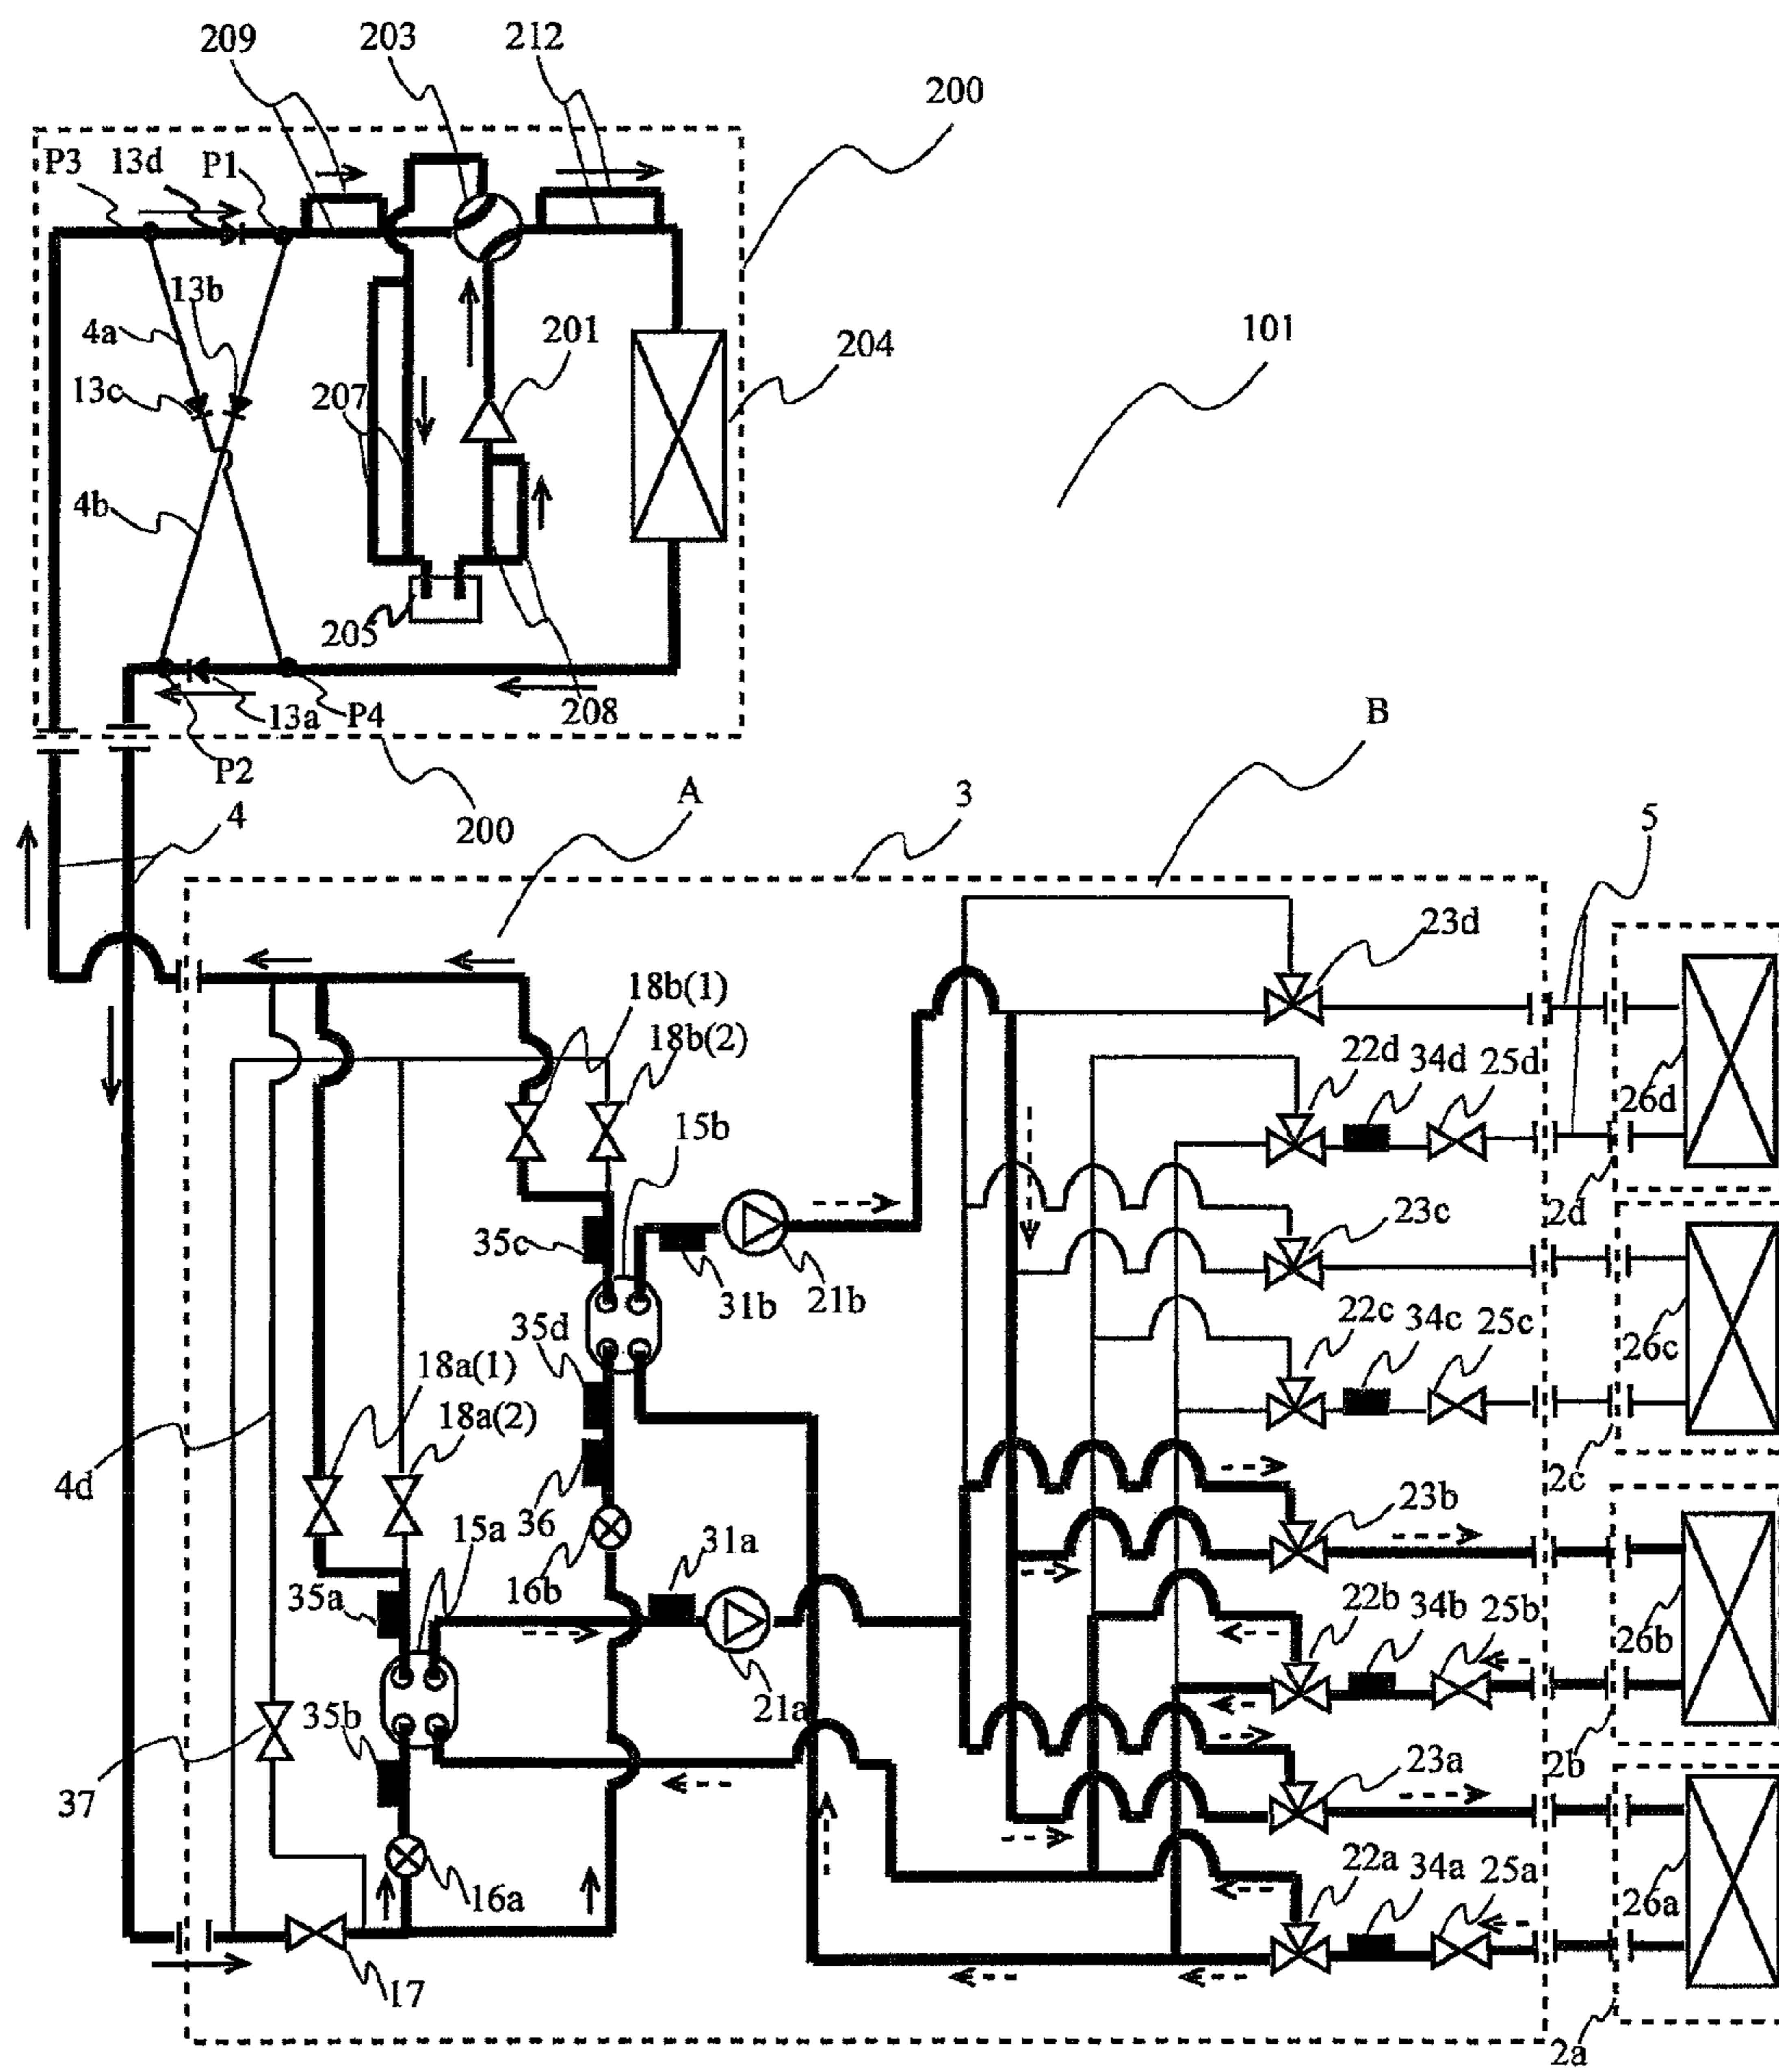 209 203 212
200
P3 13d P1
13b
4a
201
101
204
13c
207
4b
205
208
13a P4
P2
B
A
3
4
200
5
23d
18b(1)
18b(2)
22d 34d 25d
26d
15b
2d
35c
23c
31b
21b
35d
22c 34c 25c
26c
18a(1)
18a(2)
4d
2c
36
23b
15a
31a
16b
35a
22b 34b 25b
26b
21a
35b
23a
2b
37
22a 34a 25a
16a
26a
17
2a